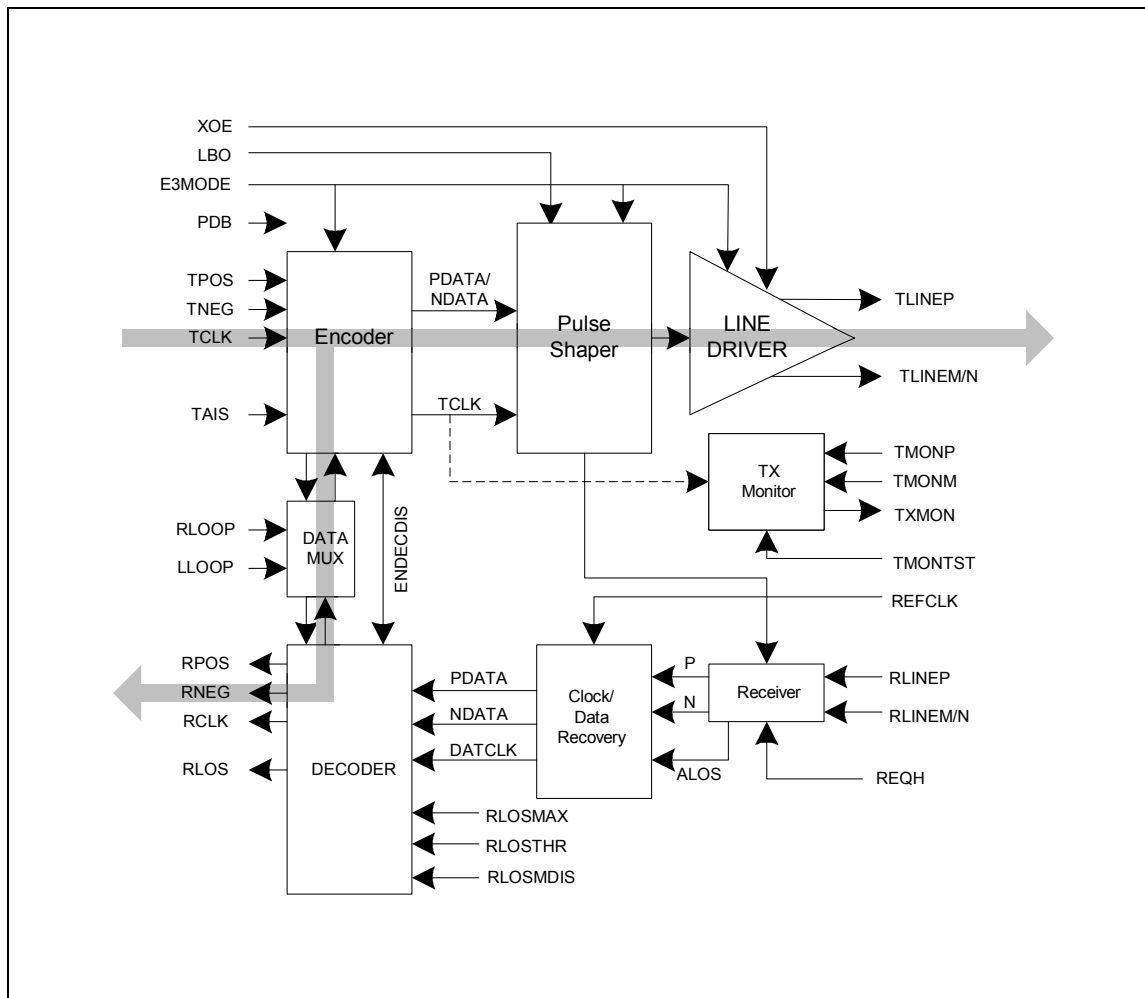 XOE
LBO
E3MODE
PDB
TPOS
TNEG
TCLK
TAIS
Encoder
PDATA/
NDATA
TCLK
Pulse
Shaper
LINE
DRIVER
TLINEP
TLINEM/N
TX
Monitor
TMONP
TMONM
TXMON
TMONTST
RLOOP
LLOOP
DATA
MUX
ENDECDIS
REFCLK
RPOS
RNEG
RCLK
RLOS
DECODER
PDATA
NDATA
DATCLK
Clock/
Data
Recovery
P
N
ALOS
Receiver
RLINEP
RLINEM/N
REQH
RLOSMAX
RLOSTHR
RLOSMDIS